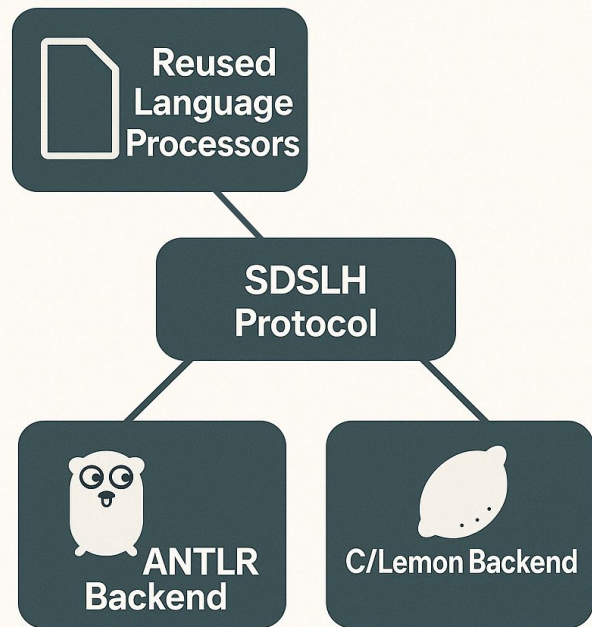 Reused
Language
Processors
SDSLH
Protocol
ANTLR
Backend
C/Lemon Backend